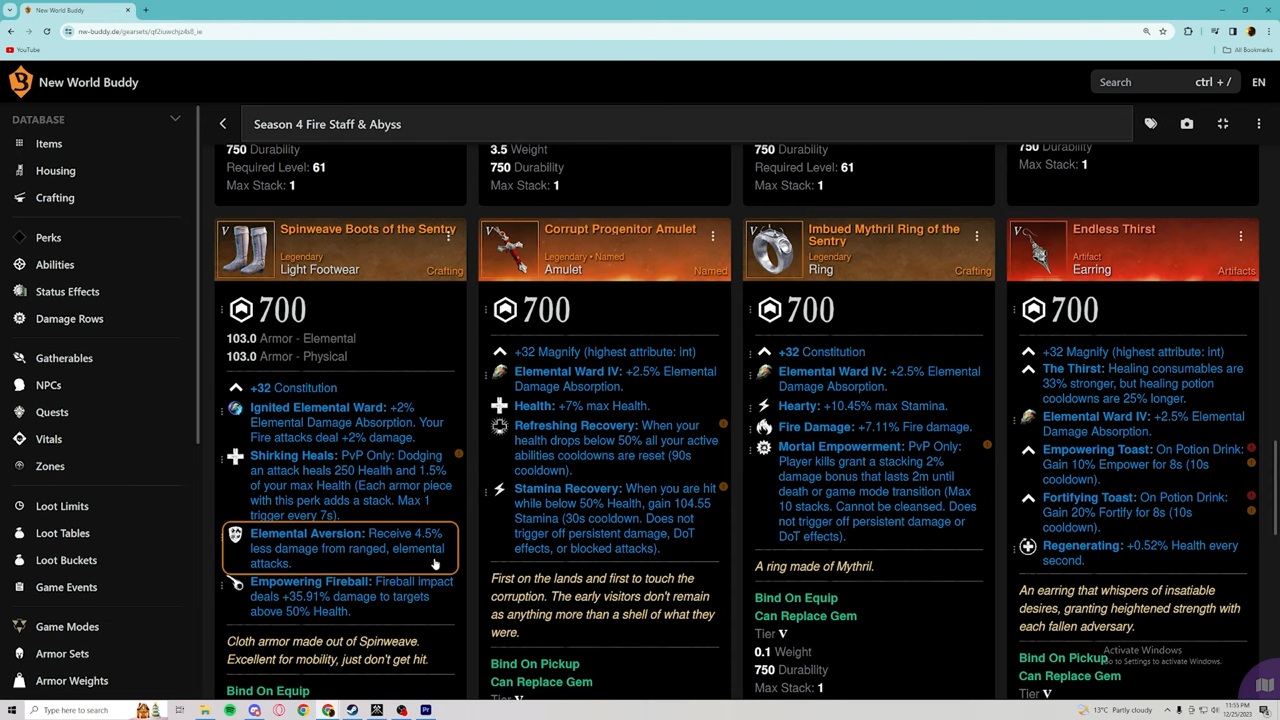 New World Buddy
nw-buddy.de/gearsets/qf2iuwchjz4s8_ie
YouTube
All Bookmarks
New World Buddy
Search ctrl + /
EN
DATABASE
Items
Housing
Crafting
Perks
Abilities
Status Effects
Damage Rows
Gatherables
NPCs
Quests
Vitals
Zones
Loot Limits
Loot Tables
Loot Buckets
Game Events
Game Modes
Armor Sets
Armor Weights
Season 4 Fire Staff & Abyss
750 Durability
Required Level: 61
Max Stack: 1
3.5 Weight
750 Durability
Max Stack: 1
750 Durability
Required Level: 61
Max Stack: 1
750 Durability
Max Stack: 1
V
Spinweave Boots of the Sentry
Legendary
Light Footwear
Crafting
700
103.0 Armor - Elemental
103.0 Armor - Physical
+32 Constitution
Ignited Elemental Ward: +2%
Elemental Damage Absorption. Your
Fire attacks deal +2% damage.
Shirking Heals: PvP Only: Dodging
an attack heals 250 Health and 1.5%
of your max Health (Each armor piece
with this perk adds a stack. Max 1
trigger every 7s).
Elemental Aversion: Receive 4.5%
less damage from ranged, elemental
attacks.
Empowering Fireball: Fireball impact
deals +35.91% damage to targets
above 50% Health.
Cloth armor made out of Spinweave.
Excellent for mobility, just don't get hit.
Bind On Equip
V
Corrupt Progenitor Amulet
Legendary • Named
Amulet
Named
700
+32 Magnify (highest attribute: int)
Elemental Ward IV: +2.5% Elemental
Damage Absorption.
Health: +7% max Health.
Refreshing Recovery: When your
health drops below 50% all your active
abilities cooldowns are reset (90s
cooldown).
Stamina Recovery: When you are hit
while below 50% Health, gain 104.55
Stamina (30s cooldown. Does not
trigger off persistent damage, DoT
effects, or blocked attacks).
First on the lands and first to touch the
corruption. The early visitors don't remain
as anything more than a shell of what they
were.
Bind On Pickup
Can Replace Gem
V
Imbued Mythril Ring of the
Sentry
Legendary
Ring
Crafting
700
+32 Constitution
Elemental Ward IV: +2.5% Elemental
Damage Absorption.
Hearty: +10.45% max Stamina.
Fire Damage: +7.11% Fire damage.
Mortal Empowerment: PvP Only:
Player kills grant a stacking 2%
damage bonus that lasts 2m until
death or game mode transition (Max
10 stacks. Cannot be cleansed. Does
not trigger off persistent damage or
DoT effects).
A ring made of Mythril.
Bind On Equip
Can Replace Gem
Tier V
0.1 Weight
750 Durability
Max Stack: 1
V
Endless Thirst
Artifact
Earring
Artifacts
700
+32 Magnify (highest attribute: int)
The Thirst: Healing consumables are
33% stronger, but healing potion
cooldowns are 25% longer.
Elemental Ward IV: +2.5% Elemental
Damage Absorption.
Empowering Toast: On Potion Drink:
Gain 10% Empower for 8s (10s
cooldown).
Fortifying Toast: On Potion Drink:
Gain 20% Fortify for 8s (10s
cooldown).
Regenerating: +0.52% Health every
second.
An earring that whispers of insatiable
desires, granting heightened strength with
each fallen adversary.
Bind On Pickup
Can Replace Gem
Tier V
Activate Windows
Go to Settings to activate Windows.
Type here to search
13°C Partly cloudy
11:55 PM
12/25/2023